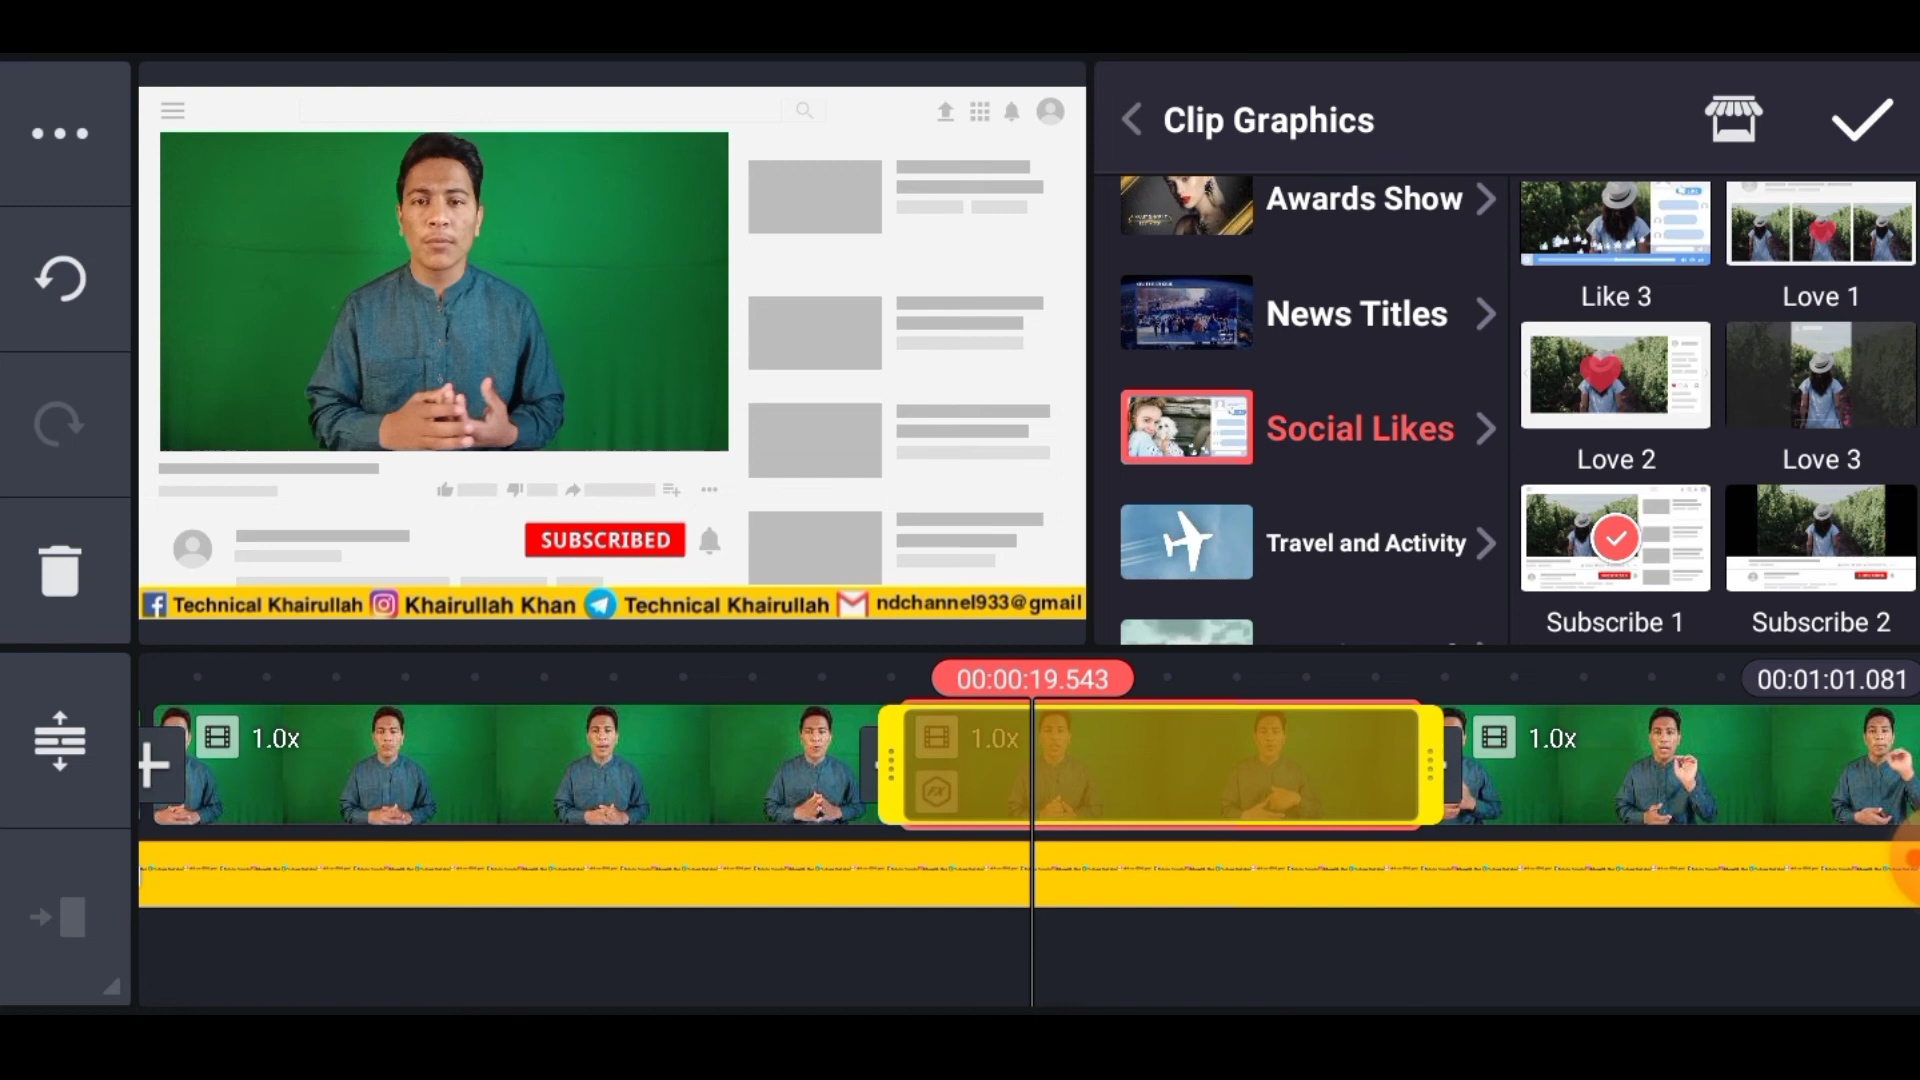 Clip Graphics
Awards Show
News Titles
Social Likes
Travel and Activity
Like 3
Love 1
Love 2
Love 3
Subscribe 1
Subscribe 2
SUBSCRIBED
Technical Khairullah Khairullah Khan Technical Khairullah ndchannel933@gmail
00:00:19.543
00:01:01.081
1.0x
1.0x
1.0x